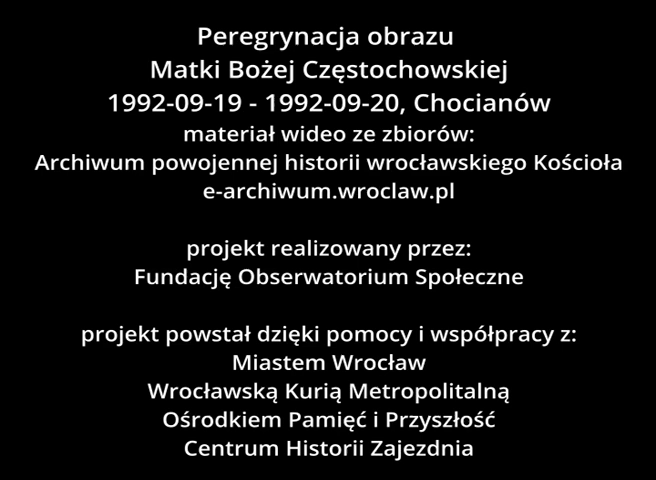 Peregrynacja obrazu
Matki Bożej Częstochowskiej
1992-09-19 - 1992-09-20, Chocianów
materiał wideo ze zbiorów:
Archiwum powojennej historii wrocławskiego Kościoła
e-archiwum.wroclaw.pl
projekt realizowany przez:
Fundację Obserwatorium Społeczne
projekt powstał dzięki pomocy i współpracy z:
Miastem Wrocław
Wrocławską Kurią Metropolitalną
Ośrodkiem Pamięć i Przyszłość
Centrum Historii Zajezdnia